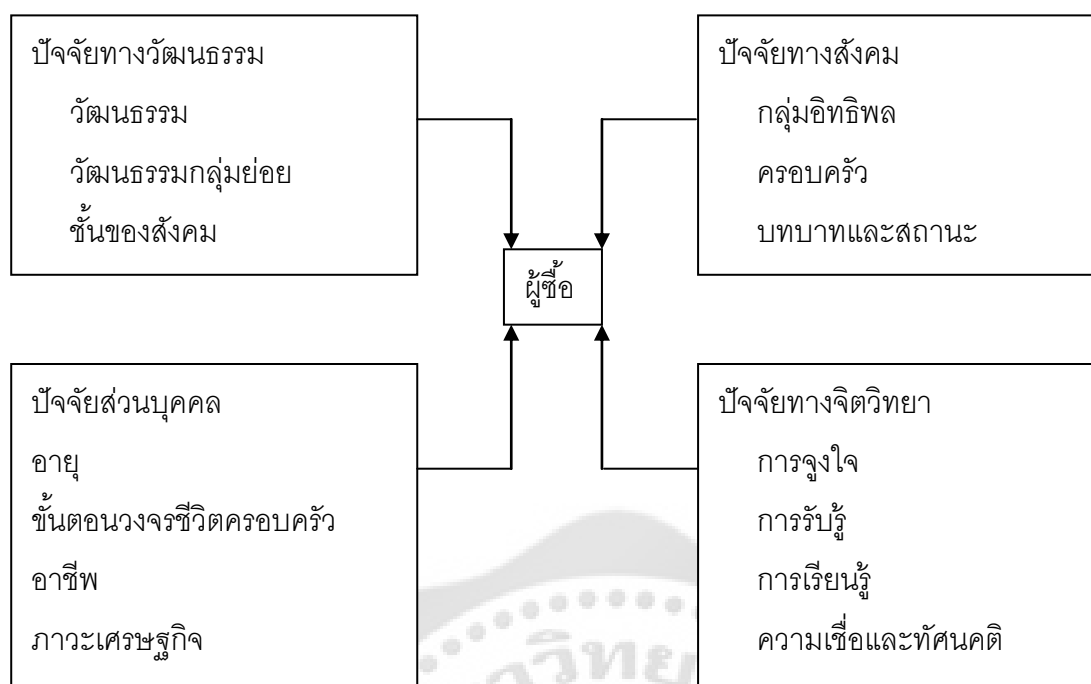 ปัจจัยทางวัฒนธรรม
วัฒนธรรม
วัฒนธรรมกลุ่มย่อย
ชั้นของสังคม
ปัจจัยทางสังคม
กลุ่มอิทธิพล
ครอบครัว
บทบาทและสถานะ
ผู้ซื้อ
ปัจจัยส่วนบุคคล
อายุ
ขั้นตอนวงจรชีวิตครอบครัว
อาชีพ
ภาวะเศรษฐกิจ
ปัจจัยทางจิตวิทยา
การจูงใจ
การรับรู้
การเรียนรู้
ความเชื่อและทัศนคติ